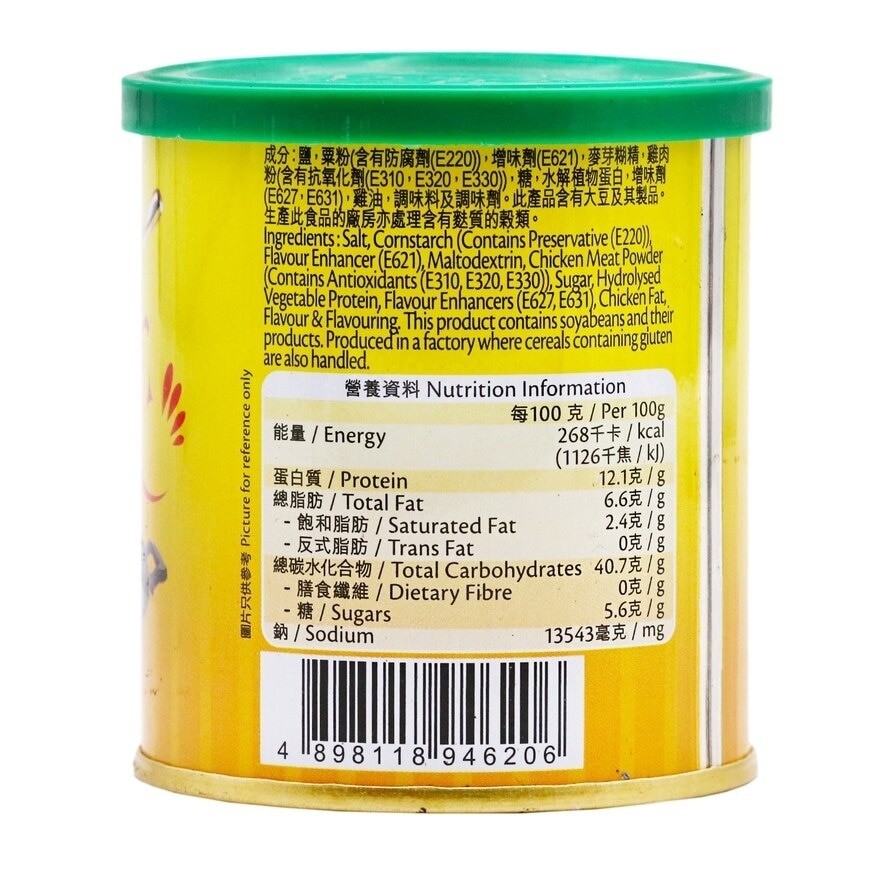 成分：鹽，粟粉(含有防腐劑(E220))，增味劑(E621)，麥芽糊精，雞肉
粉(含有抗氧化劑(E310，E320，E330))，糖，水解植物蛋白，增味劑
(E627，E631)，雞油，調味料及調味劑。此產品含有大豆及其製品。
生產此食品的廠房亦處理含有麩質的穀類。
Ingredients : Salt, Cornstarch (Contains Preservative (E220)),
Flavour Enhancer (E621), Maltodextrin, Chicken Meat Powder
(Contains Antioxidants (E310, E320, E330)), Sugar, Hydrolysed
Vegetable Protein, Flavour Enhancers (E627, E631), Chicken Fat,
Flavour & Flavouring. This product contains soyabeans and their
products. Produced in a factory where cereals containing gluten
are also handled.
營養資料 Nutrition Information
每100 克 / Per 100g
能量 / Energy 268千卡 / kcal
(1126千焦 / kJ)
蛋白質 / Protein 12.1克 / g
總脂肪 / Total Fat 6.6克 / g
- 飽和脂肪 / Saturated Fat 2.4克 / g
- 反式脂肪 / Trans Fat 0克 / g
總碳水化合物 / Total Carbohydrates 40.7克 / g
- 膳食纖維 / Dietary Fibre 0克 / g
- 糖 / Sugars 5.6克 / g
鈉 / Sodium 13543毫克 / mg
圖片只供參考 Picture for reference only
4 898118 946206